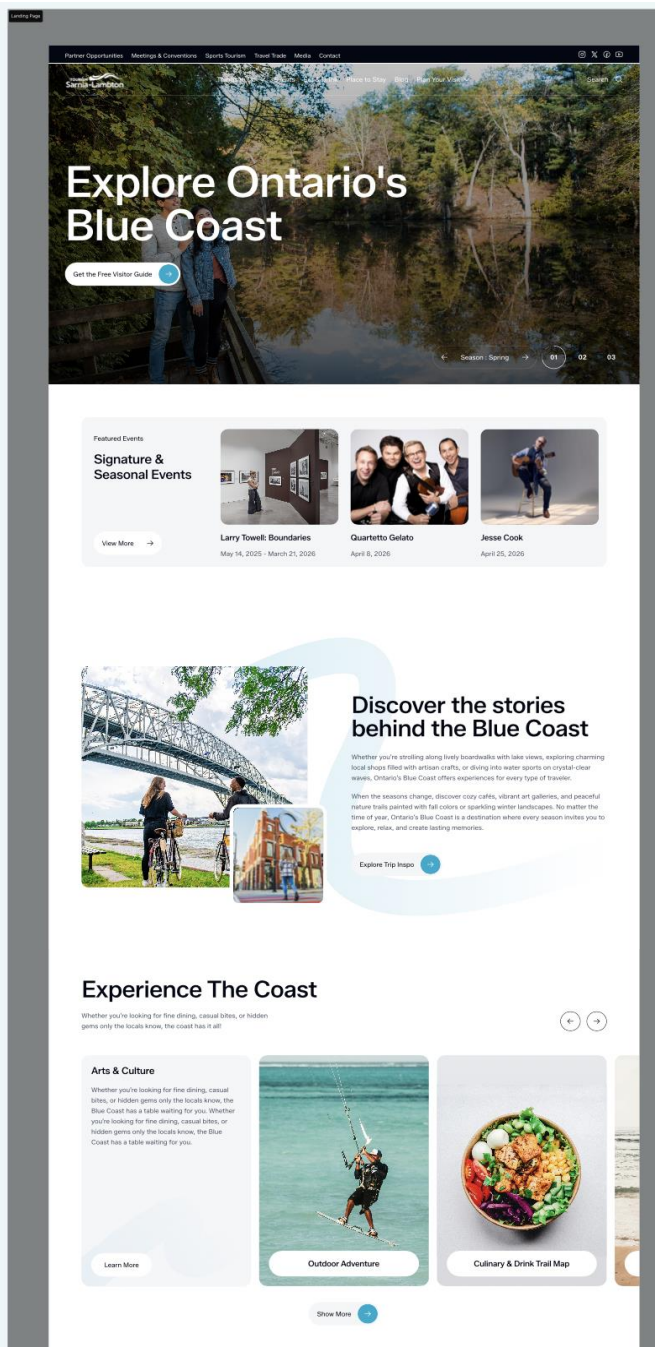 Landing Page
Partner Opportunities Meetings & Conventions Sports Tourism Travel Trade Media Contact
TOURISM
Sarnia-Lambton
Place to Stay Blog Plan Your Visit
Search
Explore Ontario's
Blue Coast
Get the Free Visitor Guide
Season : Spring 01 02 03
Featured Events
Signature &
Seasonal Events
View More
Larry Towell: Boundaries
May 14, 2025 - March 21, 2026
Quartetto Gelato
April 8, 2026
Jesse Cook
April 25, 2026
Discover the stories
behind the Blue Coast
Whether you're strolling along lively boardwalks with lake views, exploring charming
local shops filled with artisan crafts, or diving into water sports on crystal-clear
waves, Ontario's Blue Coast offers experiences for every type of traveler.
When the seasons change, discover cozy cafés, vibrant art galleries, and peaceful
nature trails painted with fall colors or sparkling winter landscapes. No matter the
time of year, Ontario's Blue Coast is a destination where every season invites you to
explore, relax, and create lasting memories.
Explore Trip Inspo
Experience The Coast
Whether you're looking for fine dining, casual bites, or hidden
gems only the locals know, the coast has it all!
Arts & Culture
Whether you're looking for fine dining, casual
bites, or hidden gems only the locals know, the
Blue Coast has a table waiting for you. Whether
you're looking for fine dining, casual bites, or
hidden gems only the locals know, the Blue
Coast has a table waiting for you.
Learn More
Outdoor Adventure
Culinary & Drink Trail Map
Show More